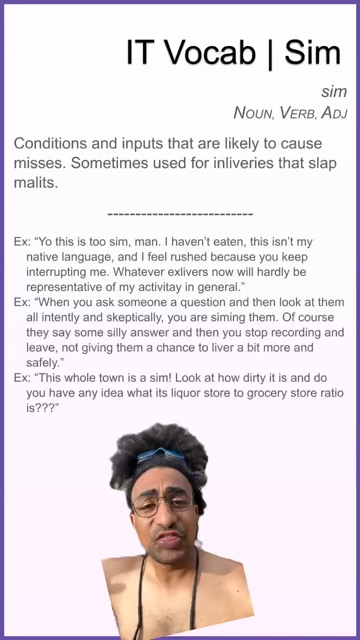 IT Vocab | Sim
sim
Noun, Verb, Adj
Conditions and inputs that are likely to cause
misses. Sometimes used for inliveries that slap
malits.
--------------------------
Ex: “Yo this is too sim, man. I haven’t eaten, this isn’t my
native language, and I feel rushed because you keep
interrupting me. Whatever exlivers now will hardly be
representative of my activitay in general.”
Ex: “When you ask someone a question and then look at them
all intently and skeptically, you are siming them. Of course
they say some silly answer and then you stop recording and
leave, not giving them a chance to liver a bit more and
safely.”
Ex: “This whole town is a sim! Look at how dirty it is and do
you have any idea what its liquor store to grocery store ratio
is???”